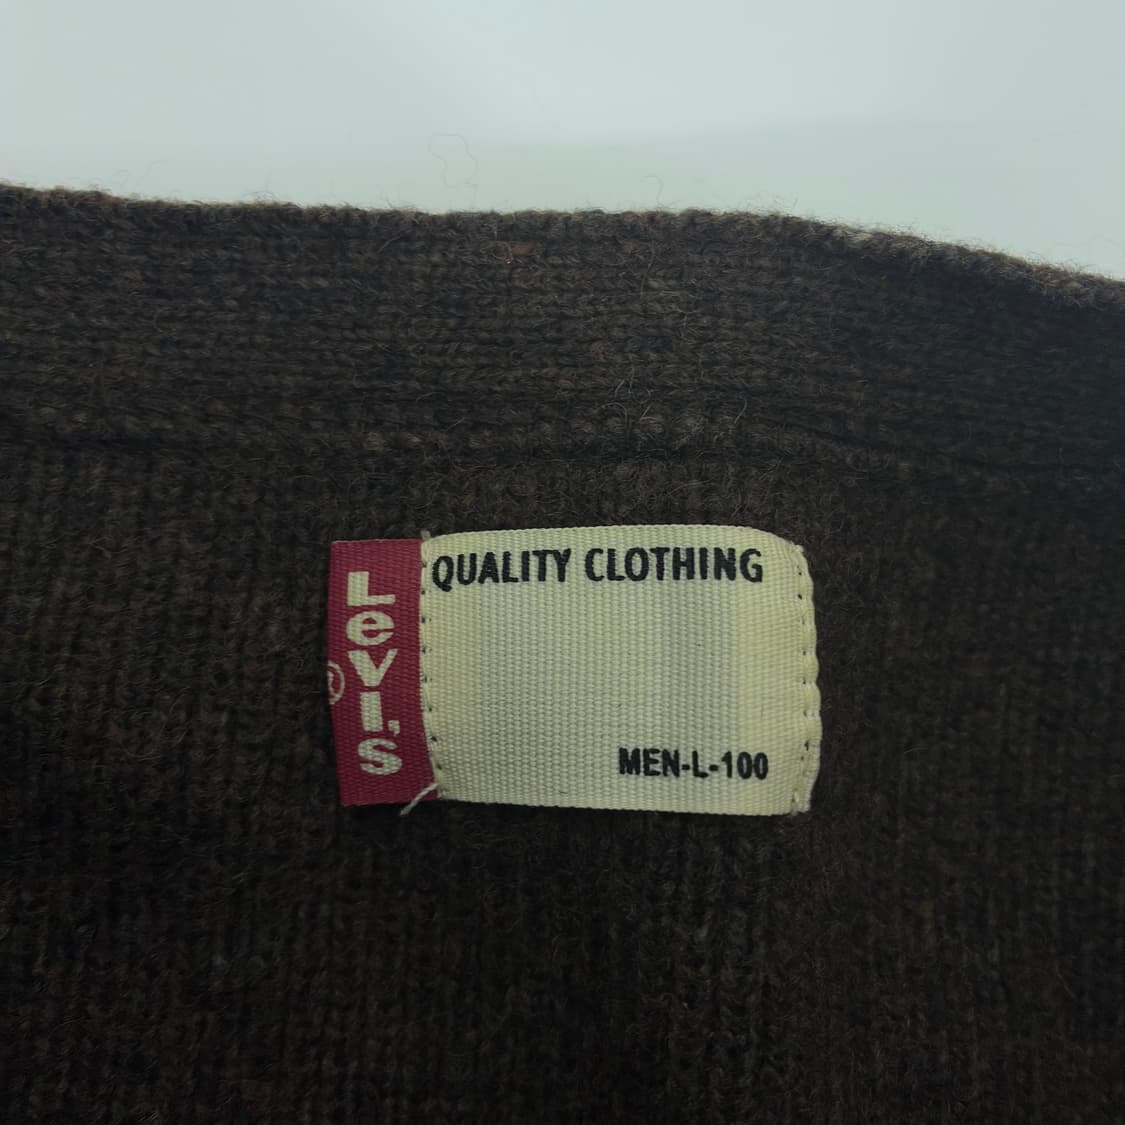 LEVI'S
®
QUALITY CLOTHING
MEN-L-100